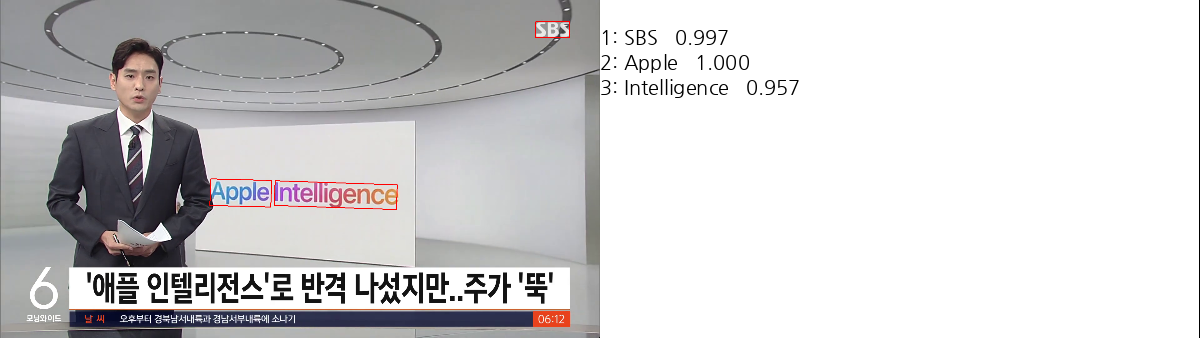 SBS
Apple Intelligence
6
모닝와이드
'애플 인텔리전스'로 반격 나섰지만..주가 '뚝'
날씨 오후부터 경북남서내륙과 경남서부내륙에 소나기
06:12
1: SBS 0.997
2: Apple 1.000
3: Intelligence 0.957